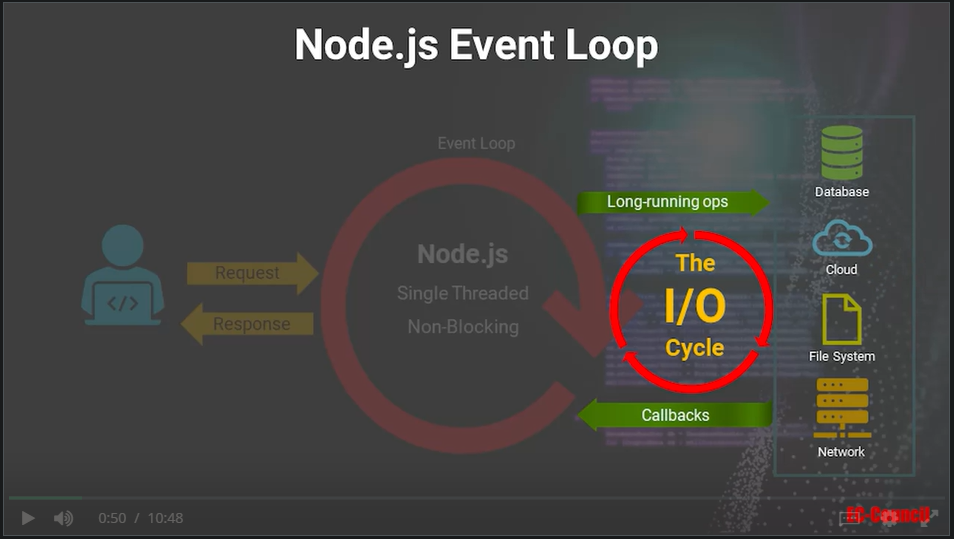 Node.js Event Loop
Event Loop
Database
Long-running ops
Node.js
The
Cloud
</>
Request
Single Threaded
I/O
Response
Non-Blocking
Cycle
File System
Callbacks
Network
0:50 / 10:48
EC-Council